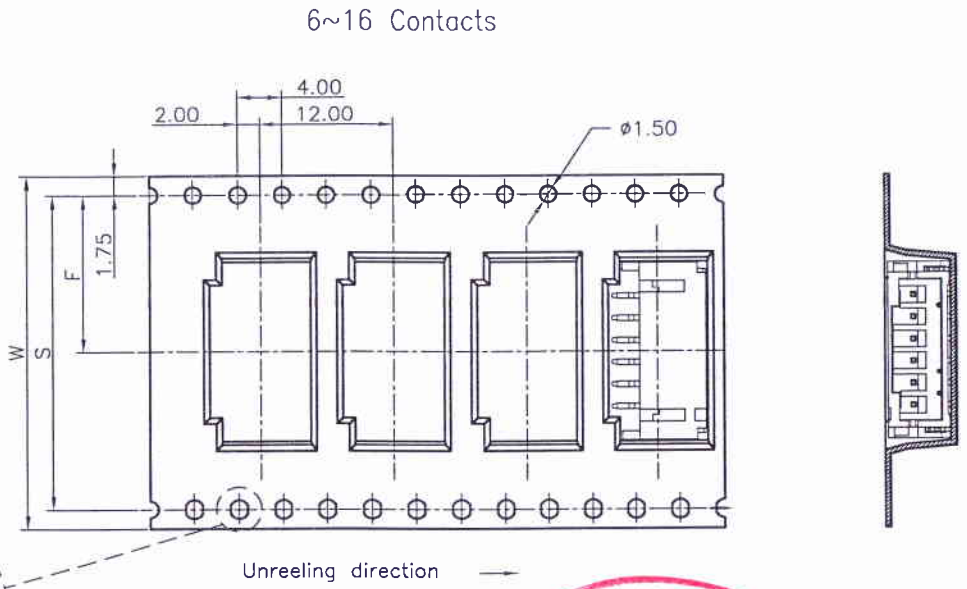 6~16 Contacts
4.00
2.00
12.00
ø1.50
1.75
F
S
W
Unreeling direction